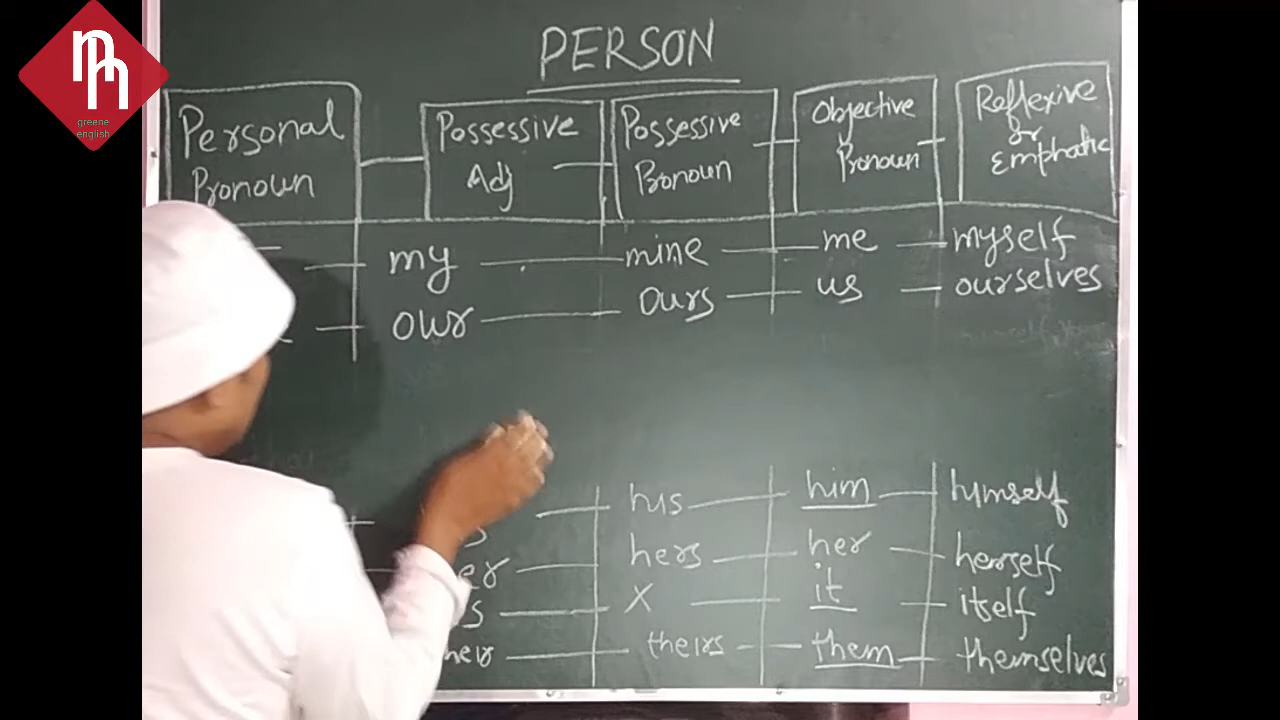 greene
english
PERSON
Personal
Pronoun
Possessive
Adj
Possessive
Pronoun
Objective
Pronoun
Reflexive
or
Emphatic
my mine me myself
our ours us ourselves
his him himself
hers her herself
X it itself
theirs them themselves